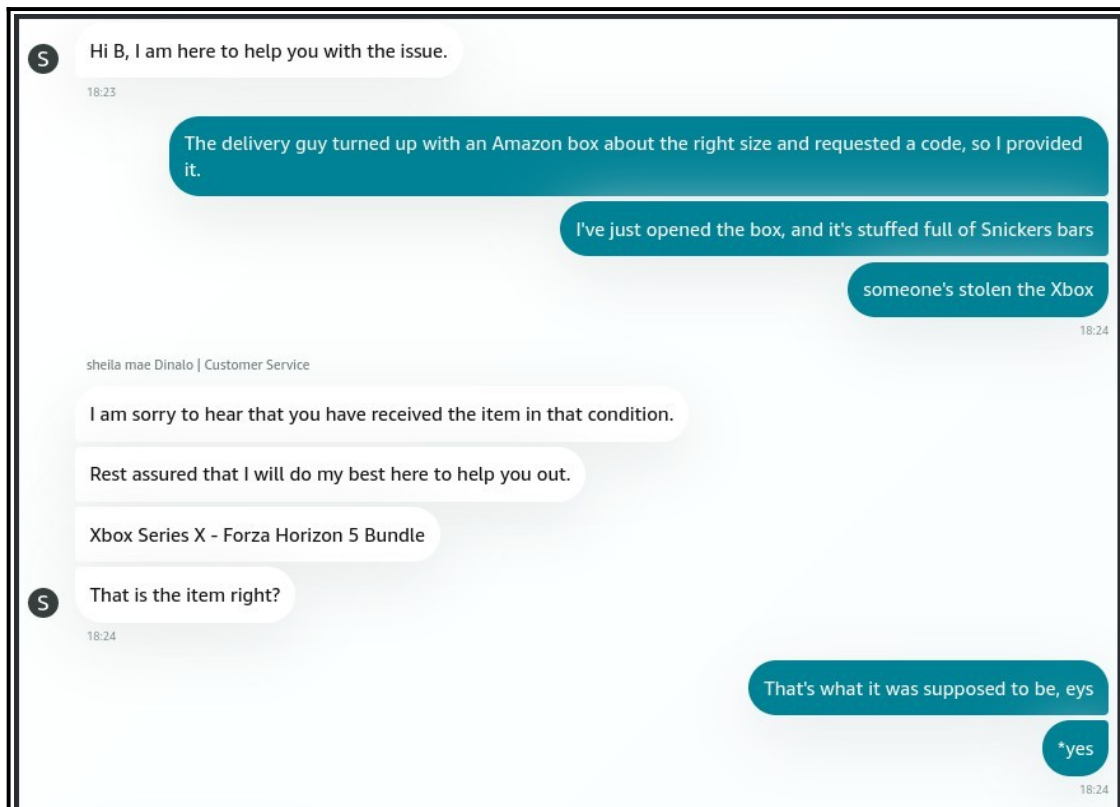 Hi B, I am here to help you with the issue.
S
18:23
The delivery guy turned up with an Amazon box about the right size and requested a code, so I provided
it.
I've just opened the box, and it's stuffed full of Snickers bars
someone's stolen the Xbox
18:24
sheila mae Dinalo | Customer Service
I am sorry to hear that you have received the item in that condition.
Rest assured that I will do my best here to help you out.
Xbox Series X - Forza Horizon 5 Bundle
That is the item right?
S
18:24
That's what it was supposed to be, eys
*yes
18:24